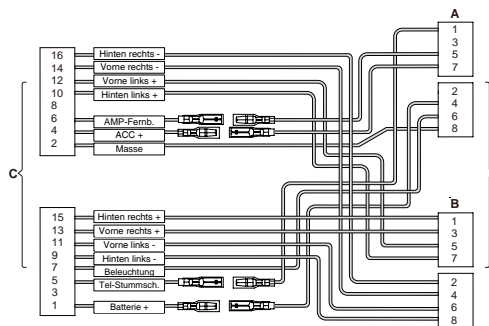 A
16 Hinten rechts -
14 Vorne rechts -
12 Vorne links +
10 Hinten links +
8
6 AMP-Fernb.
4 ACC +
2 Masse
1
3
5
7
2
4
6
8
C
B
15 Hinten rechts +
13 Vorne rechts +
11 Vorne links -
9 Hinten links -
7 Beleuchtung
5 Tel-Stummsch.
3
1 Batterie +
1
3
5
7
2
4
6
8